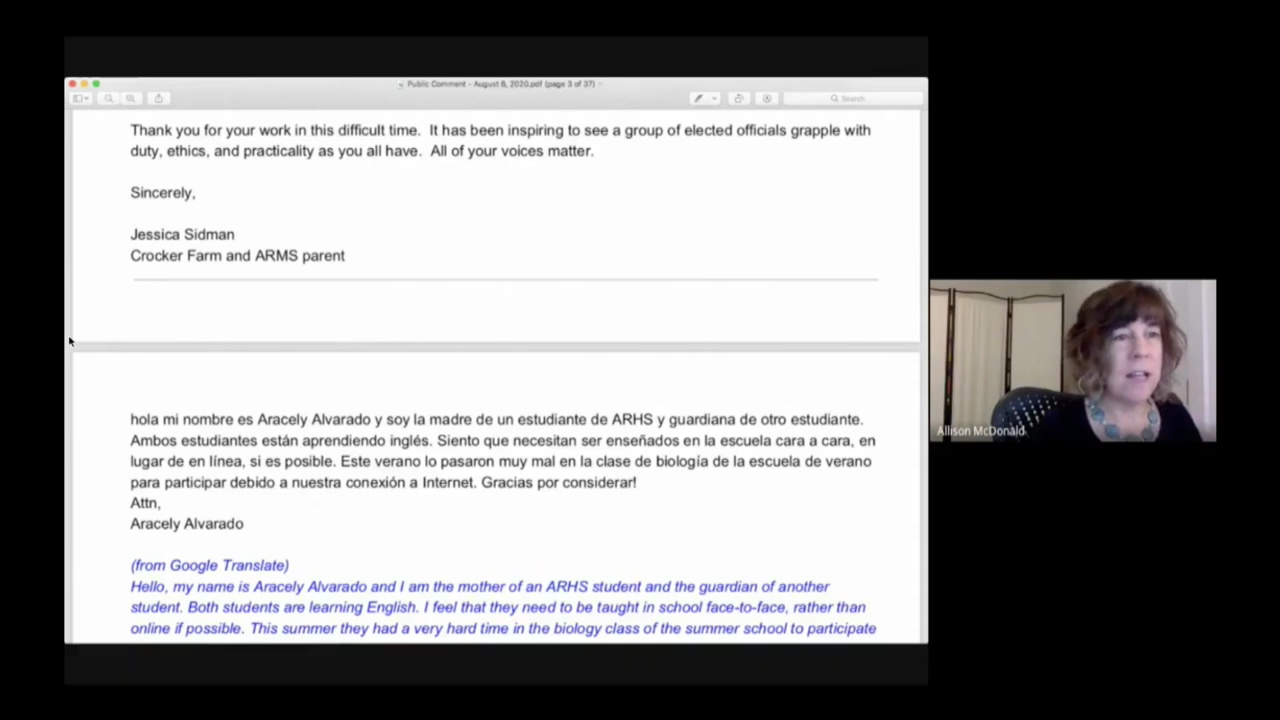 Public Comment - August 6, 2020.pdf (page 3 of 37)
Search
Thank you for your work in this difficult time. It has been inspiring to see a group of elected officials grapple with
duty, ethics, and practicality as you all have. All of your voices matter.
Sincerely,
Jessica Sidman
Crocker Farm and ARMS parent
hola mi nombre es Aracely Alvarado y soy la madre de un estudiante de ARHS y guardiana de otro estudiante.
Ambos estudiantes están aprendiendo inglés. Siento que necesitan ser enseñados en la escuela cara a cara, en
lugar de en línea, si es posible. Este verano lo pasaron muy mal en la clase de biología de la escuela de verano
para participar debido a nuestra conexión a Internet. Gracias por considerar!
Attn,
Aracely Alvarado
(from Google Translate)
Hello, my name is Aracely Alvarado and I am the mother of an ARHS student and the guardian of another
student. Both students are learning English. I feel that they need to be taught in school face-to-face, rather than
online if possible. This summer they had a very hard time in the biology class of the summer school to participate
Allison McDonald